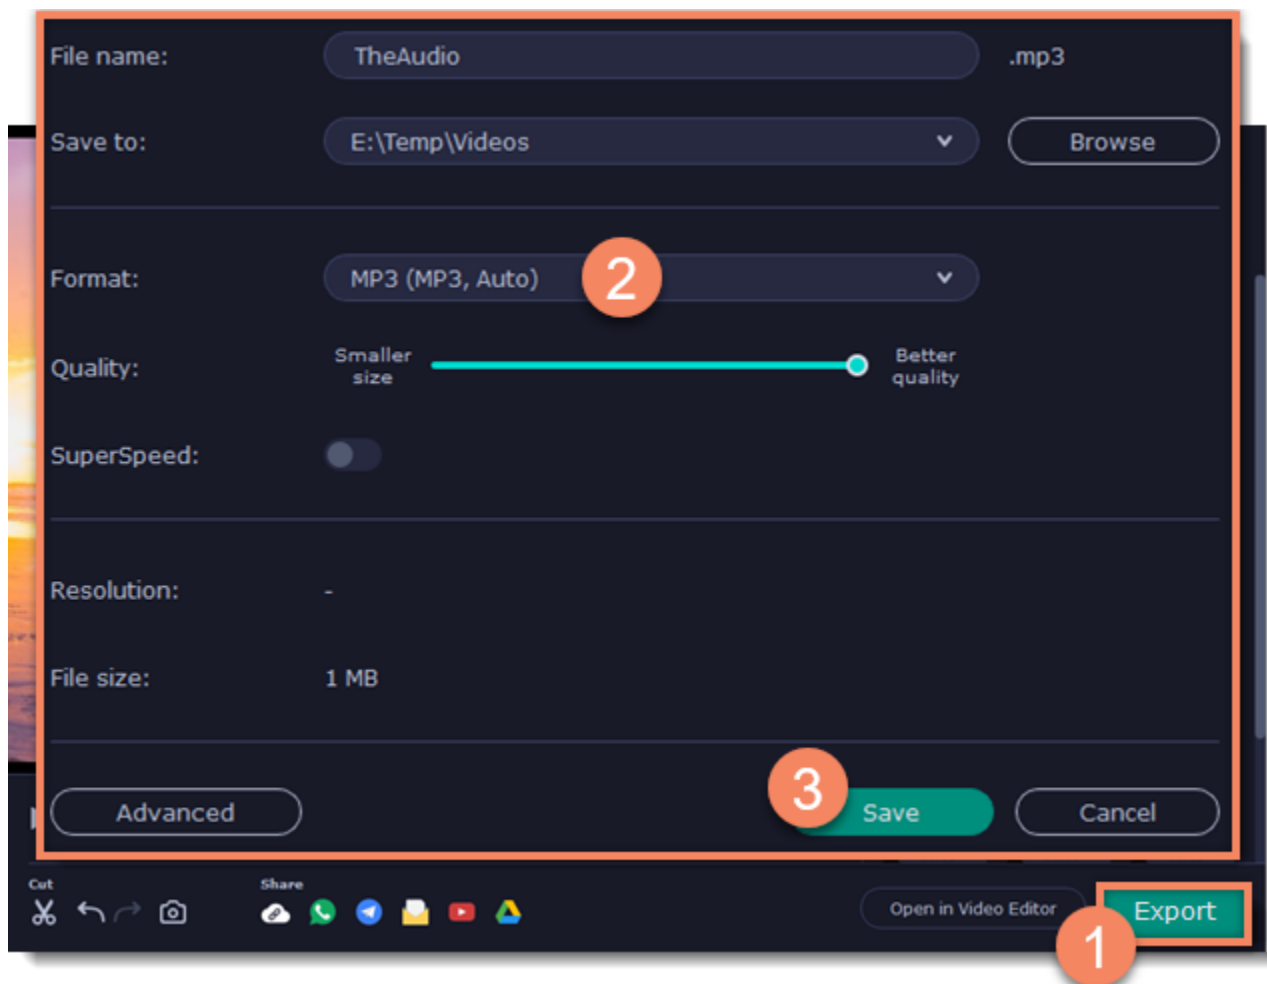 File name: TheAudio .mp3
Save to: E:\Temp\Videos Browse
Format: MP3 (MP3, Auto) 2
Quality: Smaller size Better quality
SuperSpeed:
Resolution: -
File size: 1 MB
Advanced 3 Save Cancel
Cut Share
Open in Video Editor 1 Export